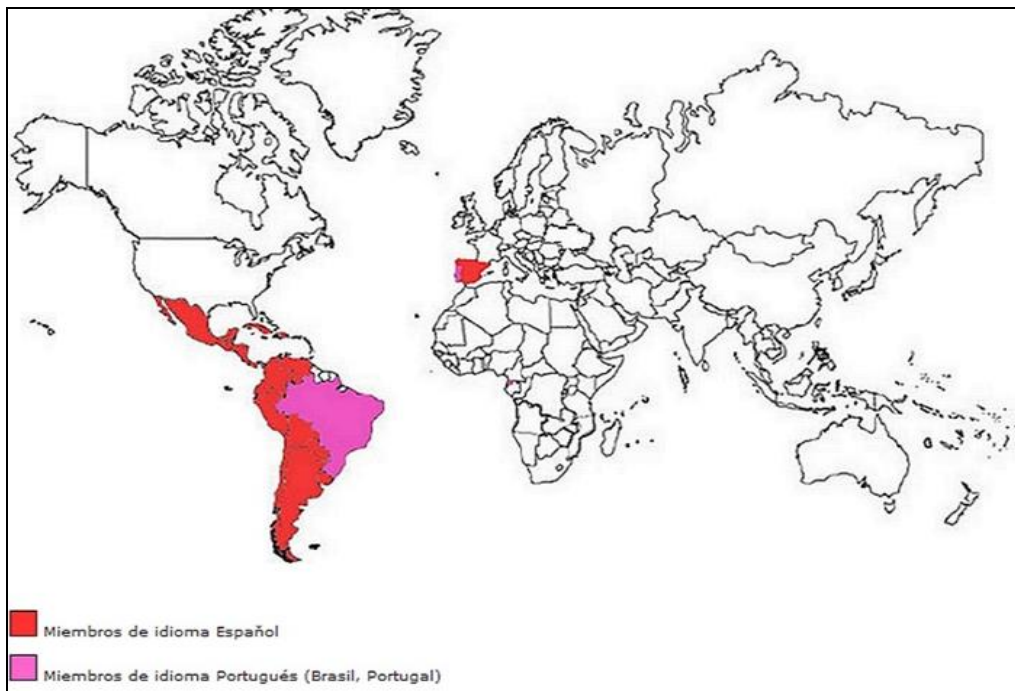 Miembros de idioma Español
Miembros de idioma Portugués (Brasil, Portugal)